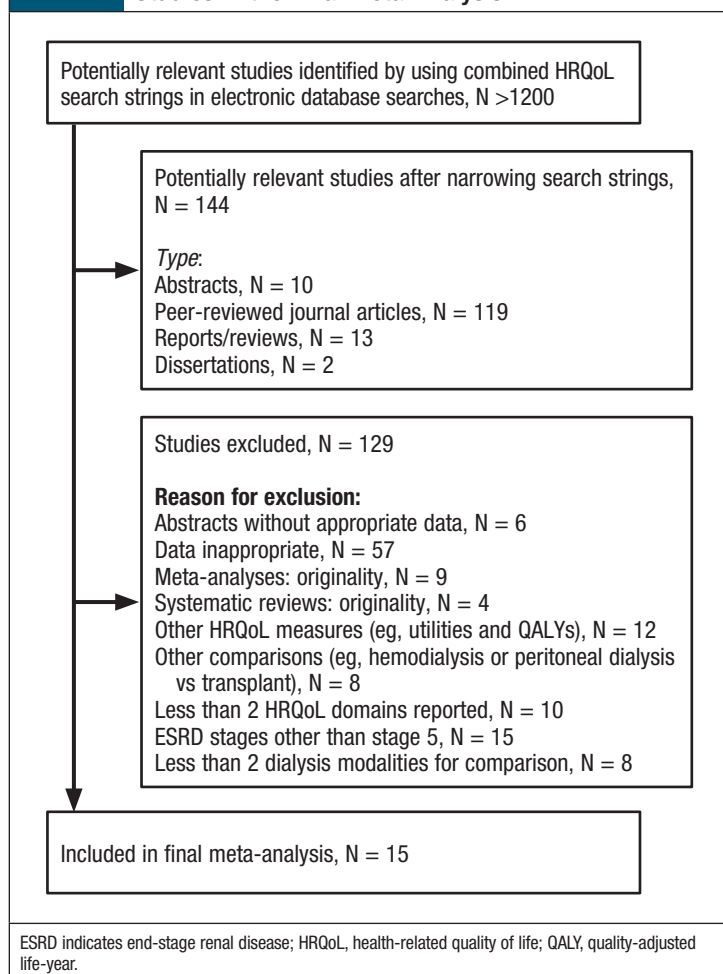 Potentially relevant studies identified by using combined HRQoL
search strings in electronic database searches, N >1200
Potentially relevant studies after narrowing search strings,
N = 144
Type:
Abstracts, N = 10
Peer-reviewed journal articles, N = 119
Reports/reviews, N = 13
Dissertations, N = 2
Studies excluded, N = 129
Reason for exclusion:
Abstracts without appropriate data, N = 6
Data inappropriate, N = 57
Meta-analyses: originality, N = 9
Systematic reviews: originality, N = 4
Other HRQoL measures (eg, utilities and QALYs), N = 12
Other comparisons (eg, hemodialysis or peritoneal dialysis
vs transplant), N = 8
Less than 2 HRQoL domains reported, N = 10
ESRD stages other than stage 5, N = 15
Less than 2 dialysis modalities for comparison, N = 8
Included in final meta-analysis, N = 15
ESRD indicates end-stage renal disease; HRQoL, health-related quality of life; QALY, quality-adjusted
life-year.